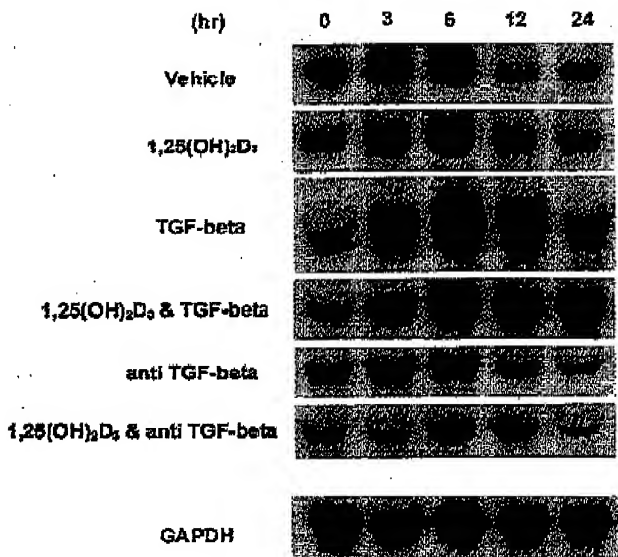 (hr) 0 3 6 12 24
Vehicle
1,25(OH)₂D₃
TGF-beta
1,25(OH)₂D₃ & TGF-beta
anti TGF-beta
1,25(OH)₂D₃ & anti TGF-beta
GAPDH